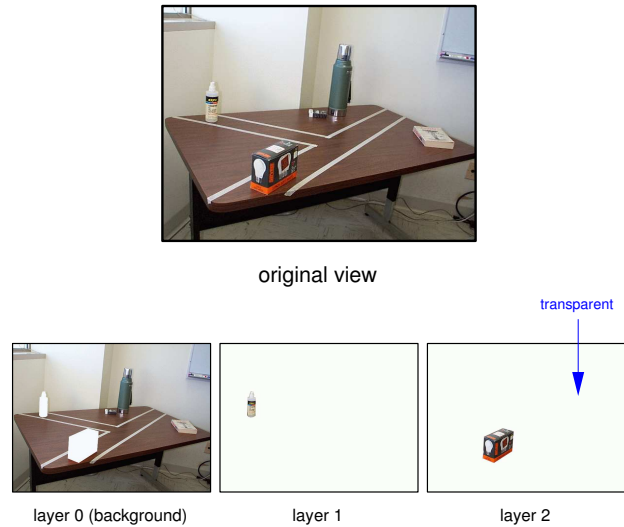 original view
transparent
layer 0 (background)
layer 1
layer 2